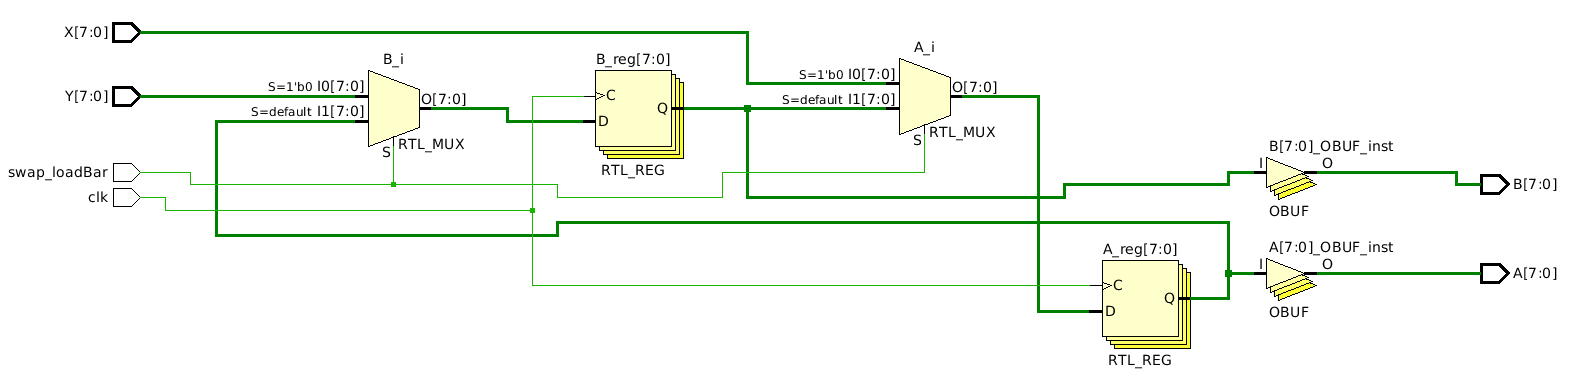 X[7:0]
A_i
B_i
B_reg[7:0]
S=1'b0 I0[7:0]
S=1'b0 I0[7:0]
O[7:0]
Y[7:0]
O[7:0]
C
S=default I1[7:0]
Q
S=default I1[7:0]
D
RTL_MUX
S
RTL_MUX
S
B[7:0]_OBUF_inst
I
O
swap_loadBar
RTL_REG
B[7:0]
clk
OBUF
A_reg[7:0]
A[7:0]_OBUF_inst
I
O
A[7:0]
C
Q
D
OBUF
RTL_REG